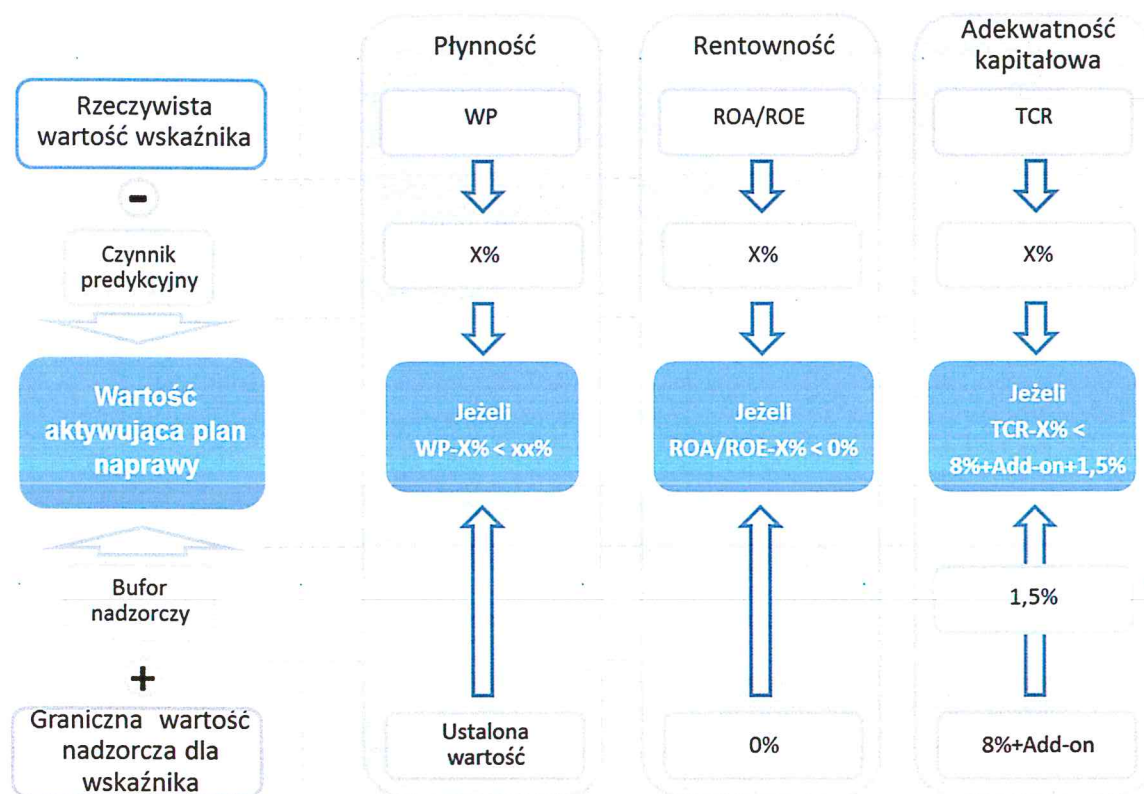 Płynność
Rentowność
Adekwatność
kapitałowa
Rzeczywista
wartość wskaźnika
WP
ROA/ROE
TCR
-
Czynnik
predykcyjny
X%
X%
X%
Wartość
aktywująca plan
naprawy
Jeżeli
WP-X% < xx%
Jeżeli
ROA/ROE-X% < 0%
Jeżeli
TCR-X% <
8%+Add-on+1,5%
Bufor
nadzorczy
1,5%
+
Graniczna wartość
nadzorcza dla
wskaźnika
Ustalona
wartość
0%
8%+Add-on